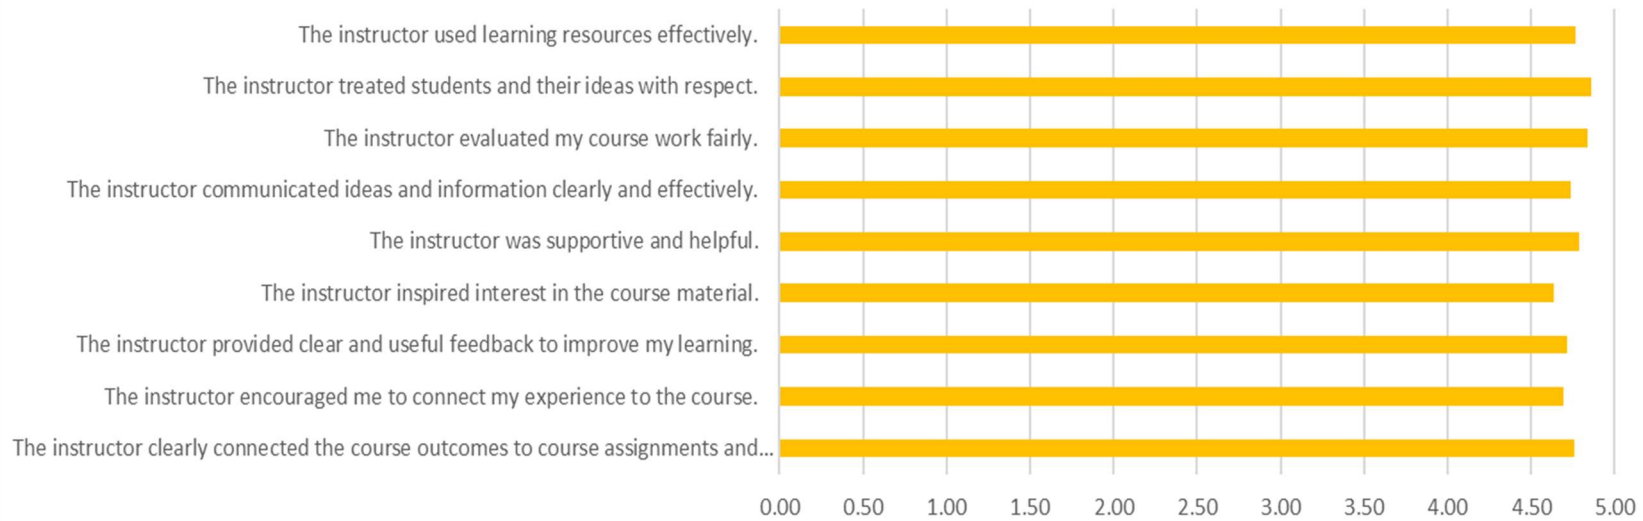 The instructor used learning resources effectively.
The instructor treated students and their ideas with respect.
The instructor evaluated my course work fairly.
The instructor communicated ideas and information clearly and effectively.
The instructor was supportive and helpful.
The instructor inspired interest in the course material.
The instructor provided clear and useful feedback to improve my learning.
The instructor encouraged me to connect my experience to the course.
The instructor clearly connected the course outcomes to course assignments and...
0.00 0.50 1.00 1.50 2.00 2.50 3.00 3.50 4.00 4.50 5.00